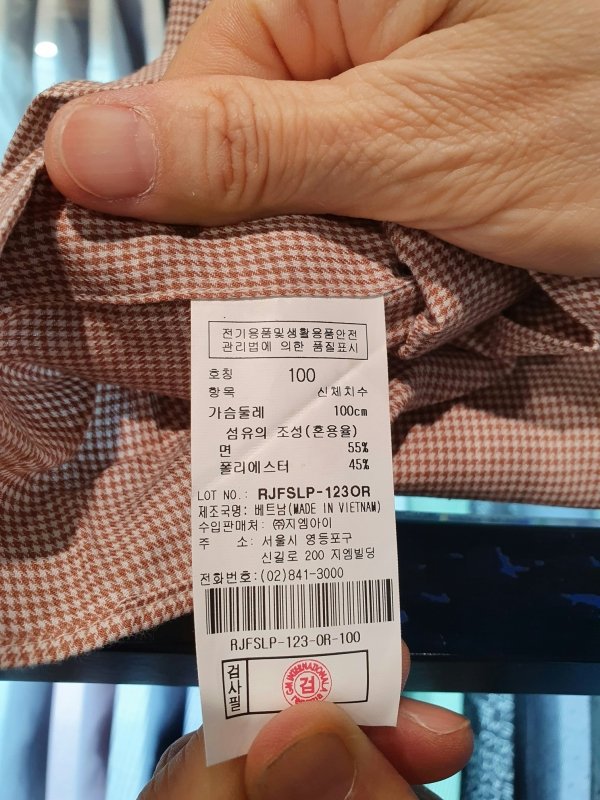 전기용품및생활용품안전
관리법에 의한 품질표시
호칭 100
항목 신체치수
가슴둘레 100cm
섬유의 조성(혼용율)
면 55%
폴리에스터 45%
LOT NO.: RJFSLP-123OR
제조국명: 베트남(MADE IN VIETNAM)
수입판매처: ㈜지엠아이
주 소: 서울시 영등포구
신길로 200 지엠빌딩
전화번호:(02)841-3000
RJFSLP-123-OR-100
검사필
GM INTERNATIONAL
검